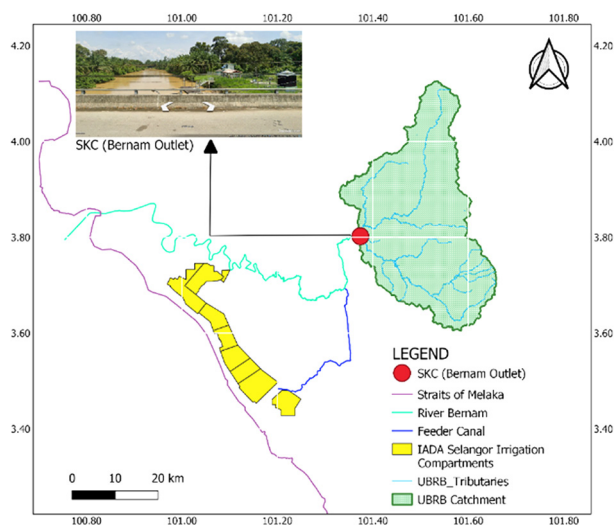 100.80 101.00 101.20 101.40 101.60 101.80
4.20 4.20
SKC (Bernam Outlet)
4.00 4.00
3.80 3.80
3.60 3.60
LEGEND
SKC (Bernam Outlet)
Straits of Melaka
River Bernam
3.40 3.40
Feeder Canal
IADA Selangor Irrigation
Compartments
UBRB_Tributaries
UBRB Catchment
0 10 20 km
100.80 101.00 101.20 101.40 101.60 101.80